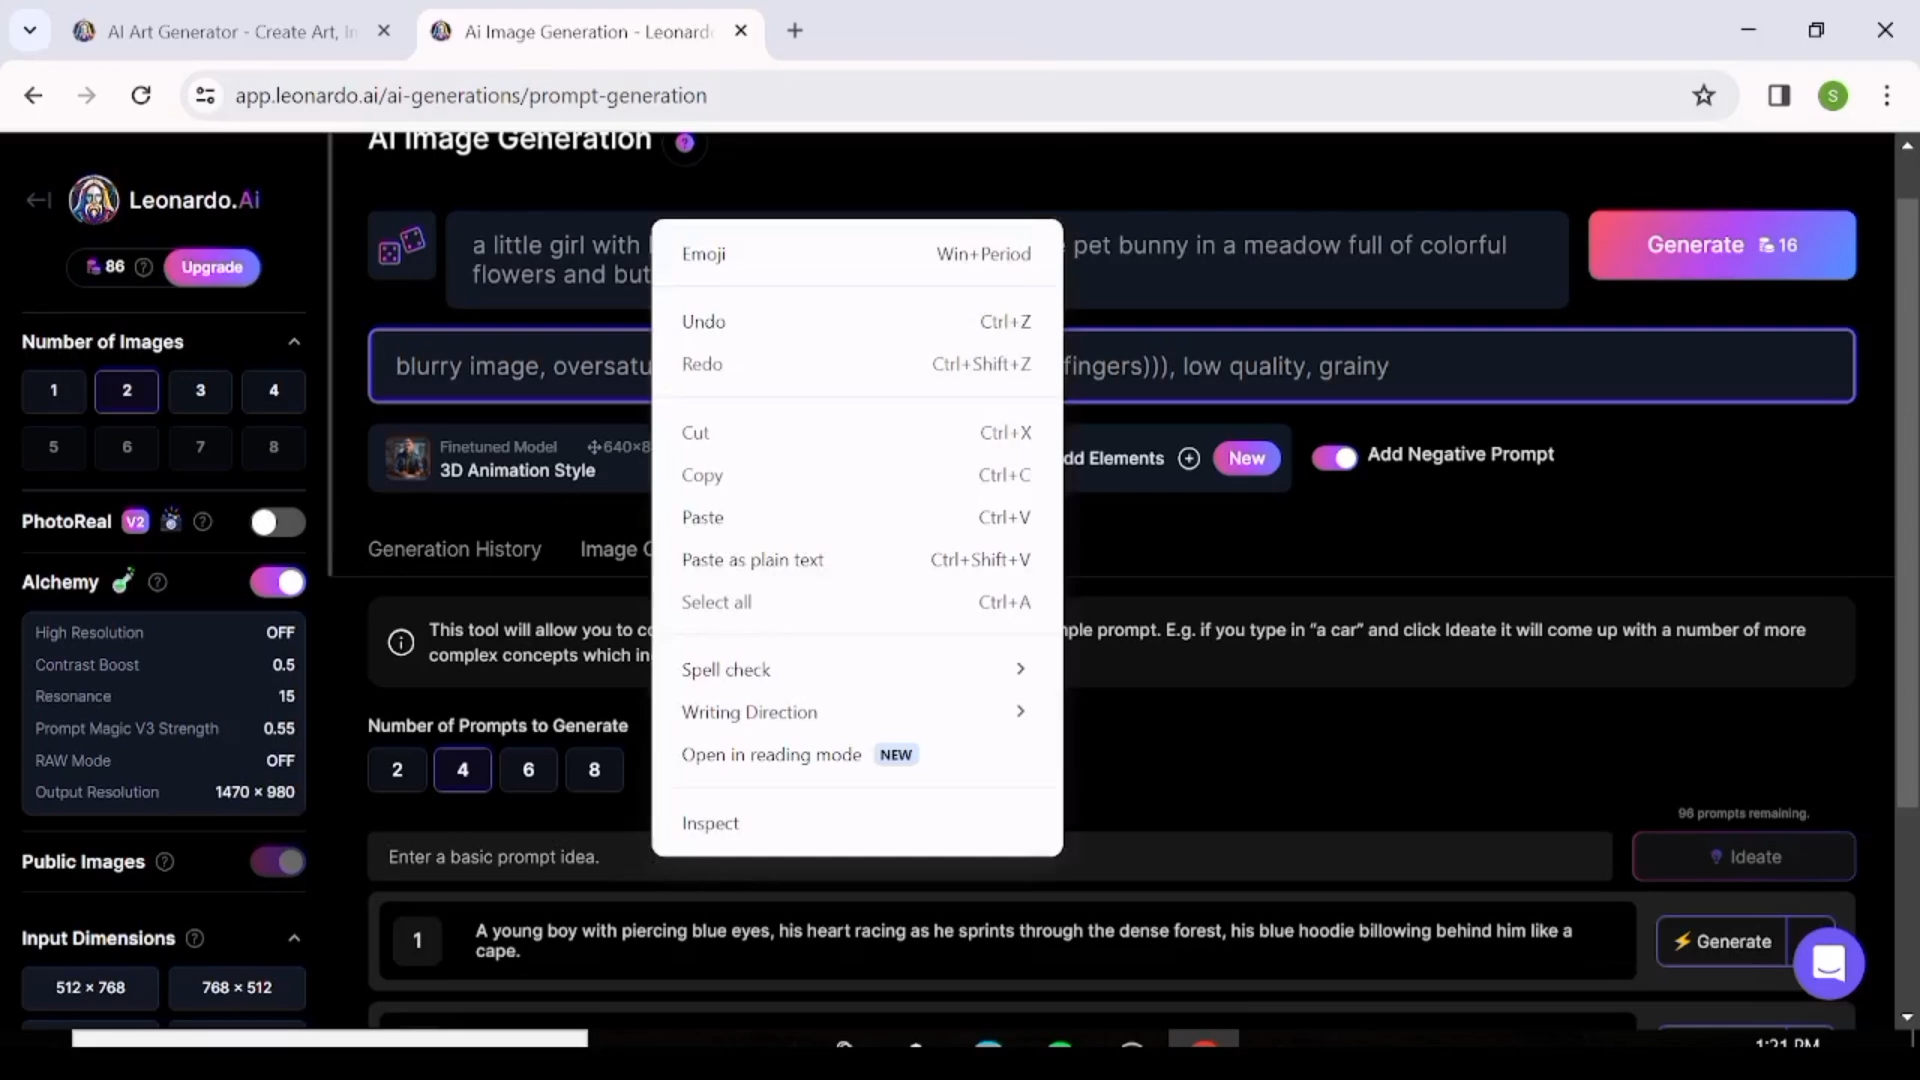 AI Art Generator - Create Art, In
Ai Image Generation - Leonardo
app.leonardo.ai/ai-generations/prompt-generation
S
AI Image Generation
?
Leonardo.Ai
86
Upgrade
a little girl with
pet bunny in a meadow full of colorful
flowers and but
Generate 16
Number of Images
1 2 3 4
5 6 7 8
blurry image, oversatu
fingers))), low quality, grainy
Finetuned Model
640×8
3D Animation Style
dd Elements
New
Add Negative Prompt
PhotoReal V2
Alchemy
High Resolution OFF
Contrast Boost 0.5
Resonance 15
Prompt Magic V3 Strength 0.55
RAW Mode OFF
Output Resolution 1470 × 980
Public Images
Input Dimensions
512 × 768
768 × 512
Generation History
Image G
This tool will allow you to co
ple prompt. E.g. if you type in “a car” and click Ideate it will come up with a number of more
complex concepts which in
Number of Prompts to Generate
2 4 6 8
96 prompts remaining.
Enter a basic prompt idea.
Ideate
1
A young boy with piercing blue eyes, his heart racing as he sprints through the dense forest, his blue hoodie billowing behind him like a
cape.
Generate
Emoji Win+Period
Undo Ctrl+Z
Redo Ctrl+Shift+Z
Cut Ctrl+X
Copy Ctrl+C
Paste Ctrl+V
Paste as plain text Ctrl+Shift+V
Select all Ctrl+A
Spell check
Writing Direction
Open in reading mode NEW
Inspect
1:21 PM